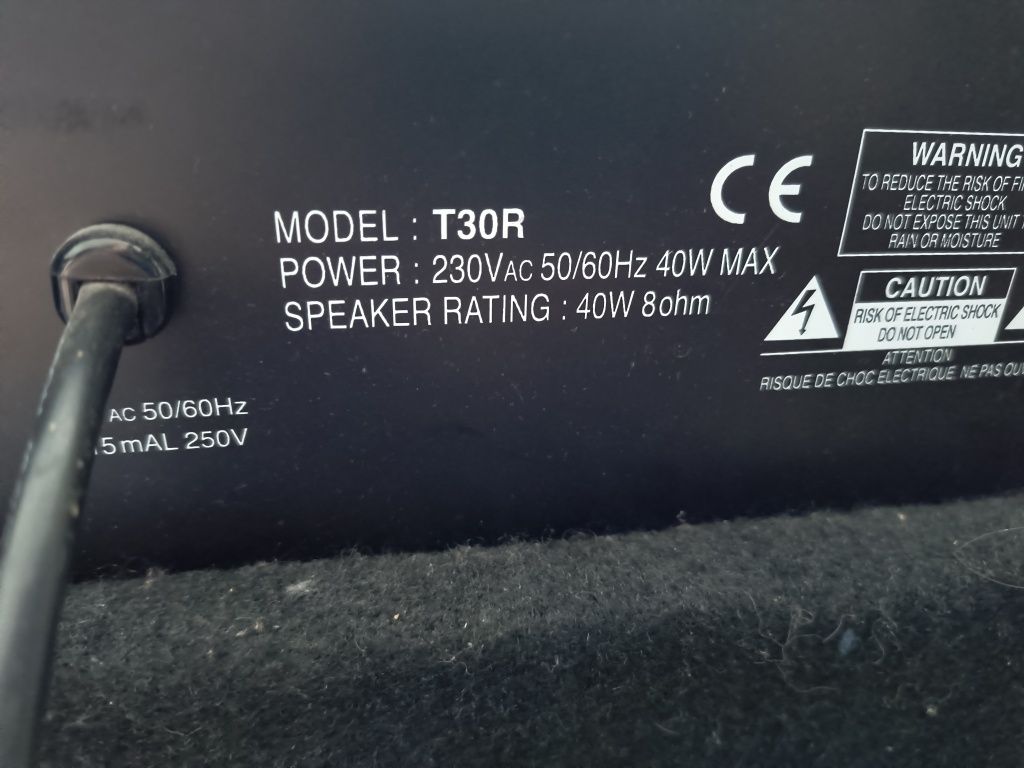 MODEL : T30R
POWER : 230VAC 50/60Hz 40W MAX
SPEAKER RATING : 40W 8ohm
AC 50/60Hz
5mAL 250V
CE
WARNING
TO REDUCE THE RISK OF
ELECTRIC SHOCK
DO NOT EXPOSE THIS UNIT
RAIN OR MOISTURE
CAUTION
RISK OF ELECTRIC SHOCK
DO NOT OPEN
ATTENTION
RISQUE DE CHOC ELECTRIQUE NE PAS